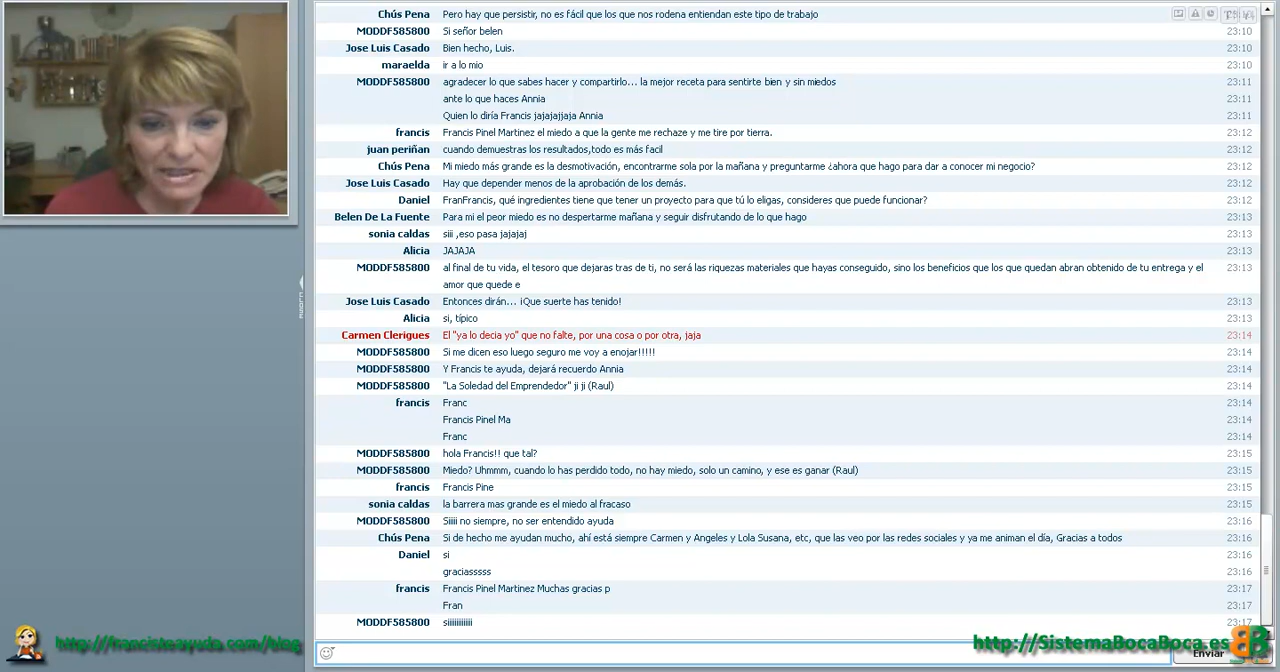 Chús Pena Pero hay que persistir, no es fácil que los que nos rodena entiendan este tipo de trabajo
MODDF585800 Si señor belen 23:10
Jose Luis Casado Bien hecho, Luis. 23:10
maraelda ir a lo mio 23:10
MODDF585800 agradecer lo que sabes hacer y compartirlo... la mejor receta para sentirte bien y sin miedos 23:11
ante lo que haces Annia 23:11
Quien lo diría Francis jajajajjaja Annia 23:11
francis Francis Pinel Martinez el miedo a que la gente me rechaze y me tire por tierra. 23:12
juan periñan cuando demuestras los resultados,todo es más facil 23:12
Chús Pena Mi miedo más grande es la desmotivación, encontrarme sola por la mañana y preguntarme ¿ahora que hago para dar a conocer mi negocio? 23:12
Jose Luis Casado Hay que depender menos de la aprobación de los demás. 23:12
Daniel FranFrancis, qué ingredientes tiene que tener un proyecto para que tú lo eligas, consideres que puede funcionar? 23:12
Belen De La Fuente Para mi el peor miedo es no despertarme mañana y seguir disfrutando de lo que hago 23:13
sonia caldas siii ,eso pasa jajajaj 23:13
Alicia JAJAJA 23:13
MODDF585800 al final de tu vida, el tesoro que dejaras tras de ti, no será las riquezas materiales que hayas conseguido, sino los beneficios que los que quedan abran obtenido de tu entrega y el 23:13
amor que quede e
Jose Luis Casado Entonces dirán... ¡Que suerte has tenido! 23:13
Alicia si, típico 23:13
Carmen Clerigues El "ya lo decia yo" que no falte, por una cosa o por otra, jaja 23:14
MODDF585800 Si me dicen eso luego seguro me voy a enojar!!!!! 23:14
MODDF585800 Y Francis te ayuda, dejará recuerdo Annia 23:14
MODDF585800 "La Soledad del Emprendedor" ji ji (Raul) 23:14
francis Franc 23:14
Francis Pinel Ma 23:14
Franc 23:14
MODDF585800 hola Francis!! que tal? 23:15
MODDF585800 Miedo? Uhmmm, cuando lo has perdido todo, no hay miedo, solo un camino, y ese es ganar (Raul) 23:15
francis Francis Pine 23:15
sonia caldas la barrera mas grande es el miedo al fracaso 23:15
MODDF585800 Siiii no siempre, no ser entendido ayuda 23:16
Chús Pena Si de hecho me ayudan mucho, ahí está siempre Carmen y Angeles y Lola Susana, etc, que las veo por las redes sociales y ya me animan el día, Gracias a todos 23:16
Daniel si 23:16
graciasssss 23:16
francis Francis Pinel Martinez Muchas gracias p 23:17
Fran 23:17
MODDF585800 siiiiiiiiiii 23:17
http://francisteayuda.com/blog
http://SistemaBocaBoca.es
Enviar